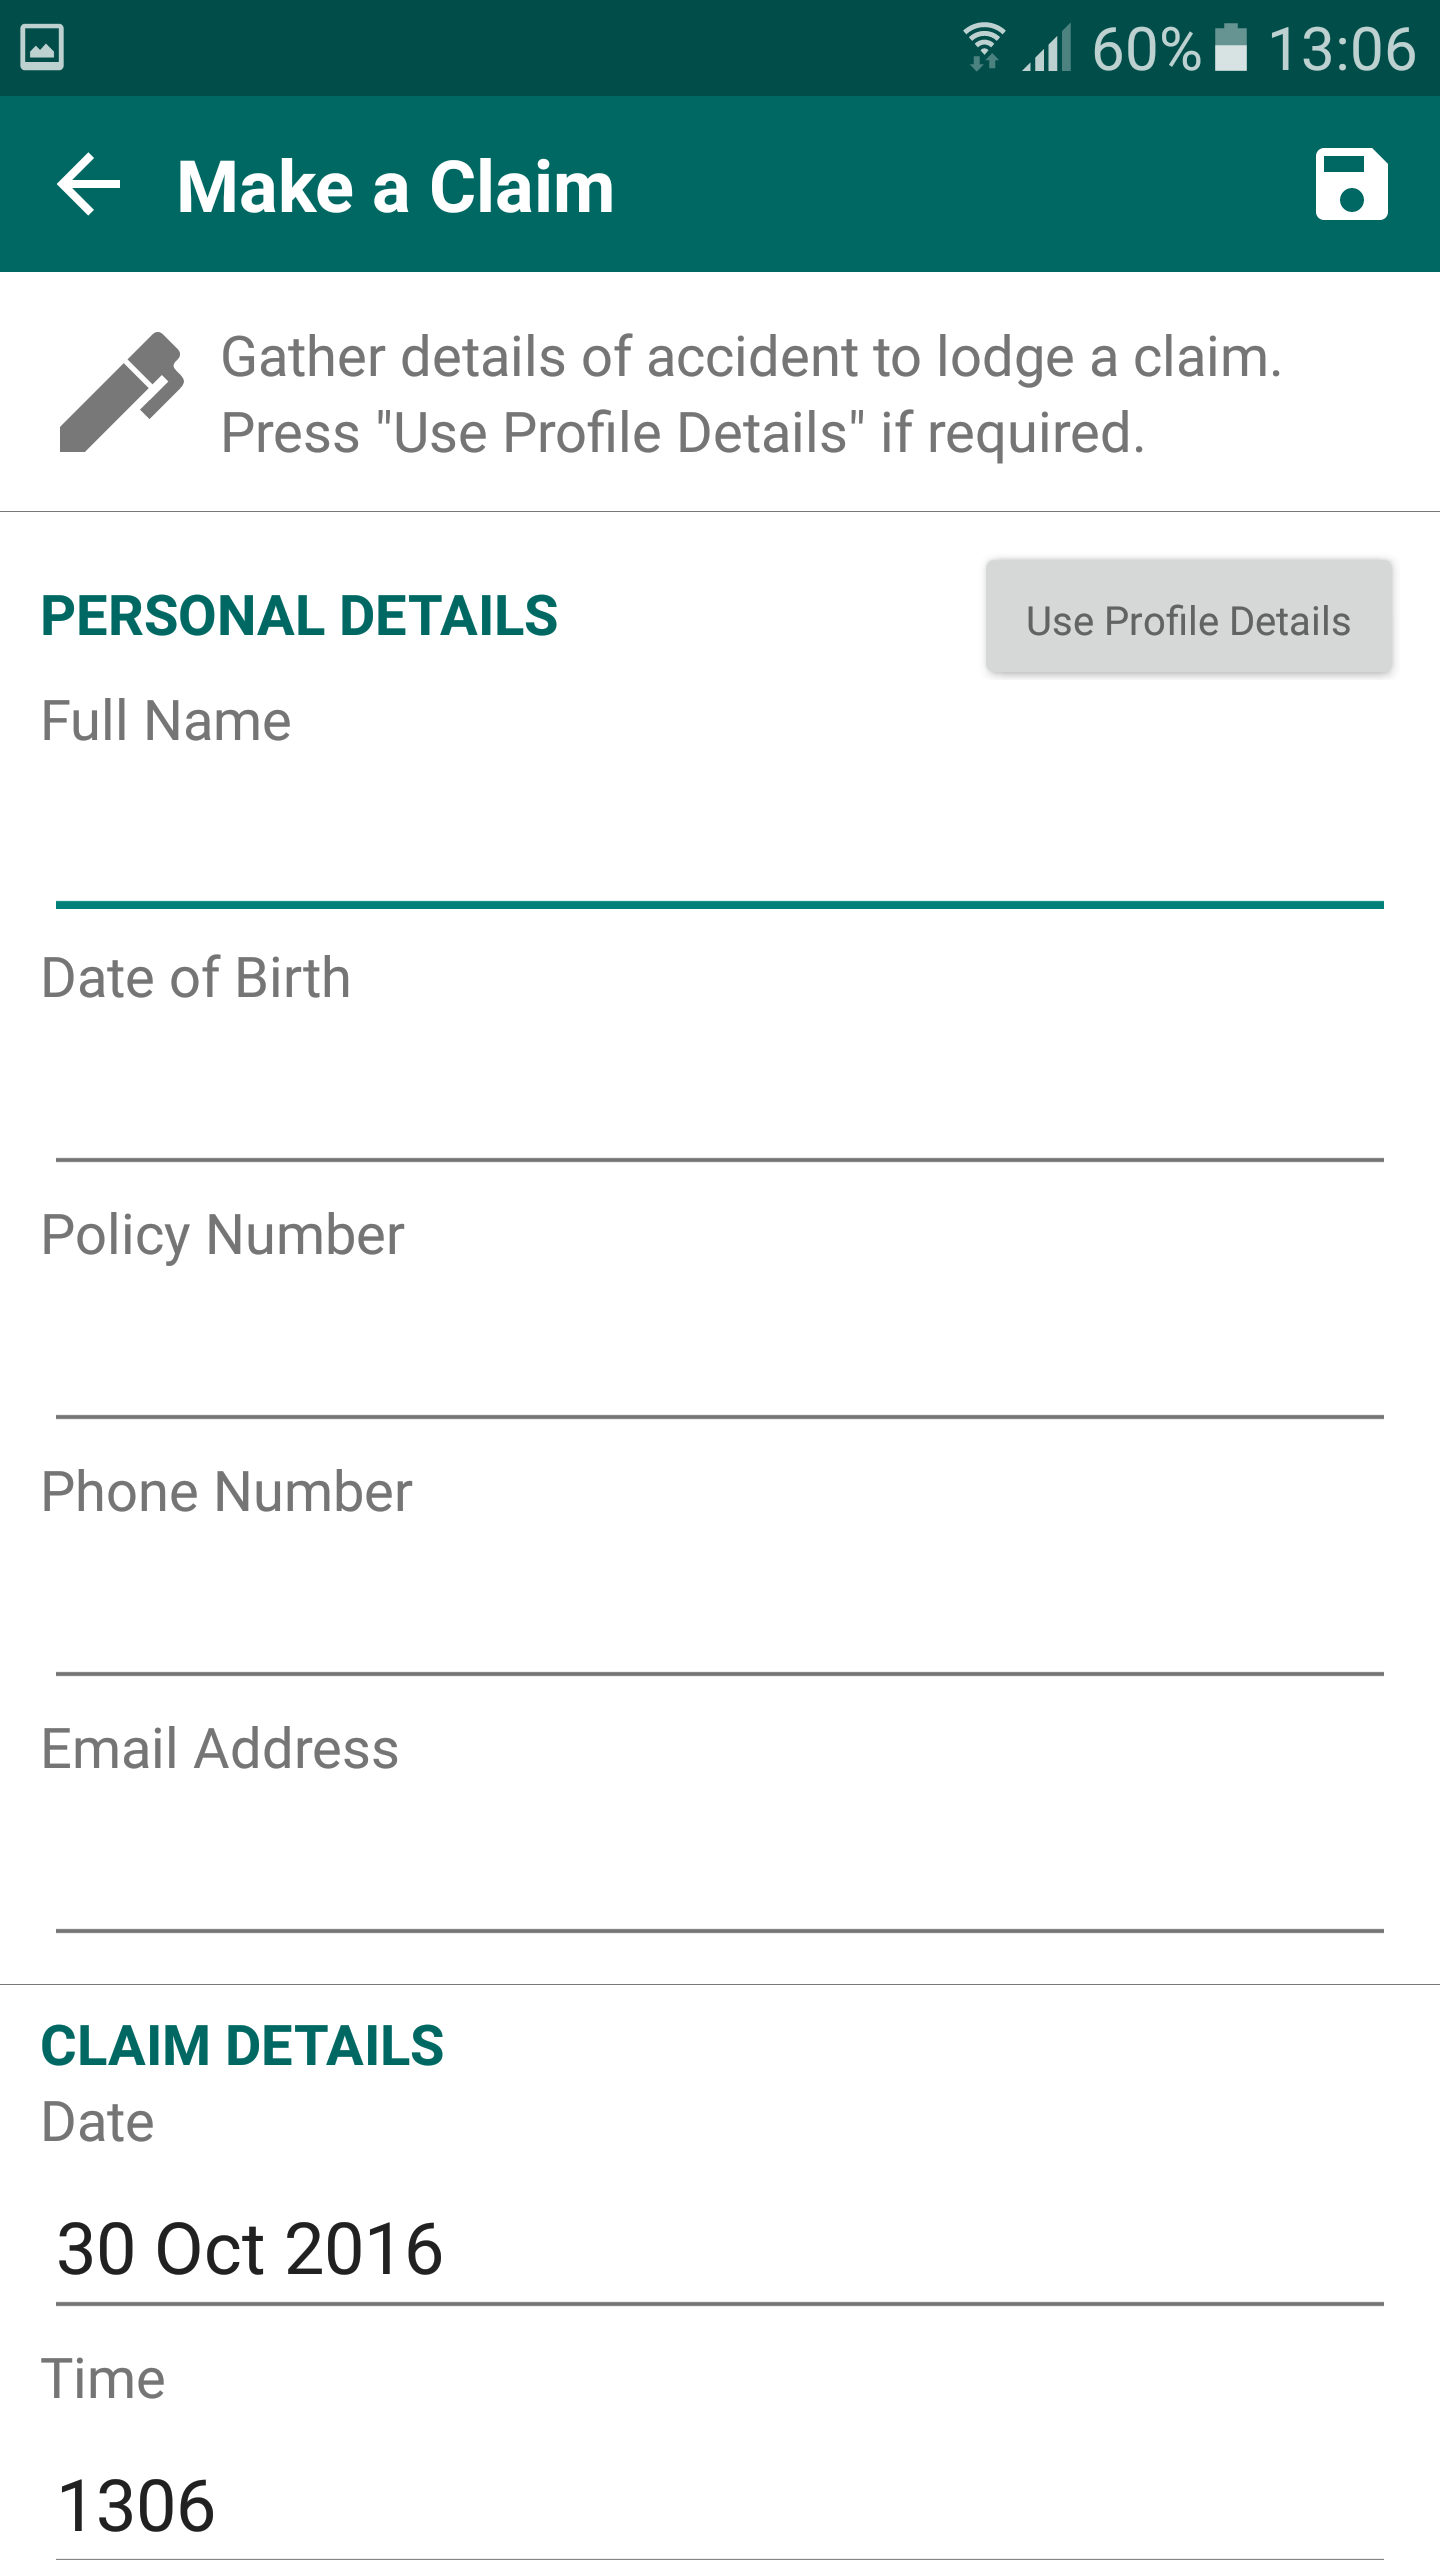 60% 13:06
Make a Claim
Gather details of accident to lodge a claim.
Press "Use Profile Details" if required.
PERSONAL DETAILS
Use Profile Details
Full Name
Date of Birth
Policy Number
Phone Number
Email Address
CLAIM DETAILS
Date
30 Oct 2016
Time
1306